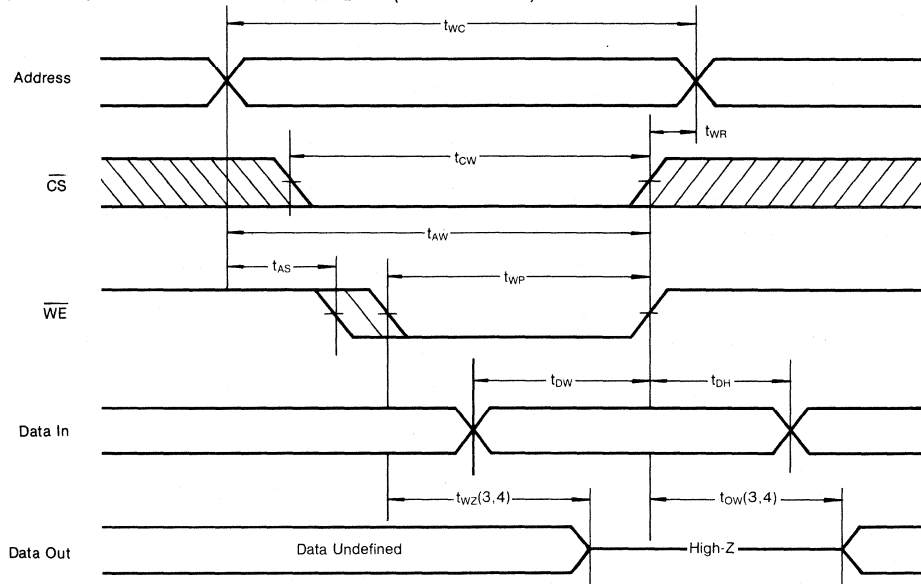 tWC
Address
tWR
tCW
CS
tAW
tAS
tWP
WE
tDW
tDH
Data In
tWZ(3,4)
tOW(3,4)
Data Out
Data Undefined
High-Z